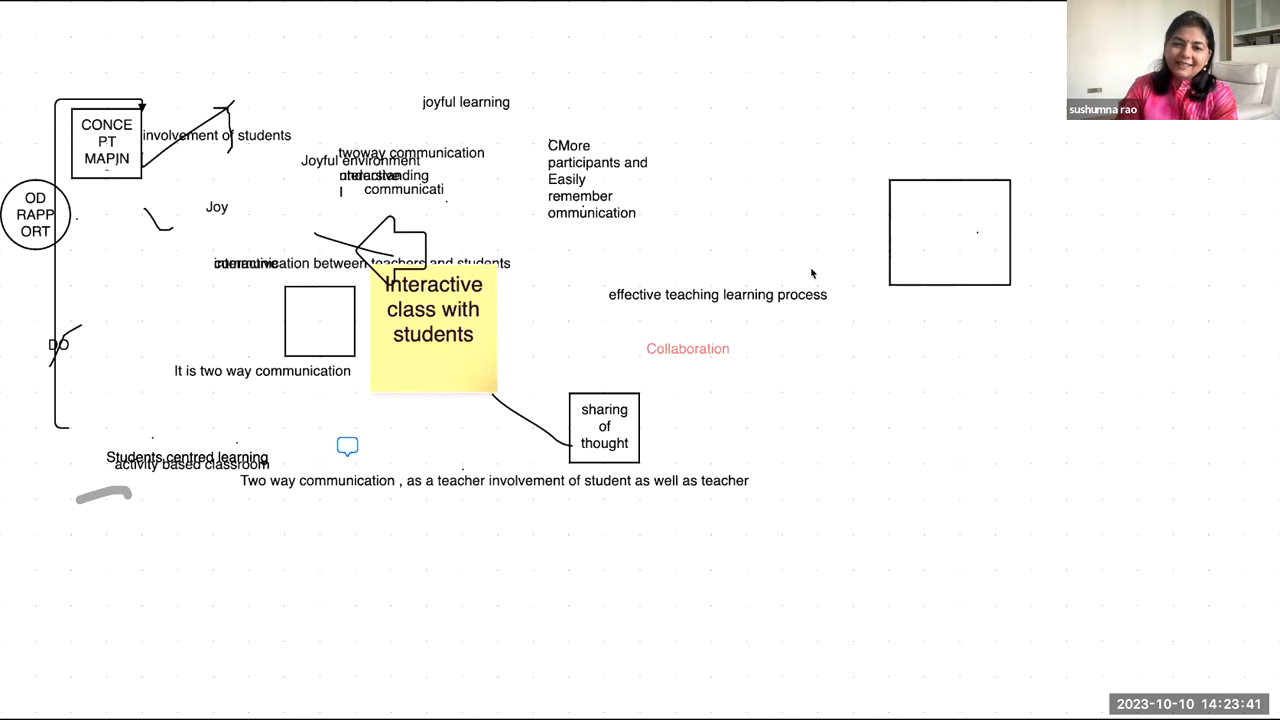 sushumna rao
joyful learning
CONCE
PT
MAPIN
involvement of students
CMore
participants and
Easily
remember
ommunication
twoway communication
Joyful environment
understanding
communicati
OD
RAPP
ORT
Joy
communication between teachers and students
Interactive
class with
students
effective teaching learning process
DO
Collaboration
It is two way communication
sharing
of
thought
Students centred learning
activity based classroom
Two way communication , as a teacher involvement of student as well as teacher
2023-10-10 14:23:41